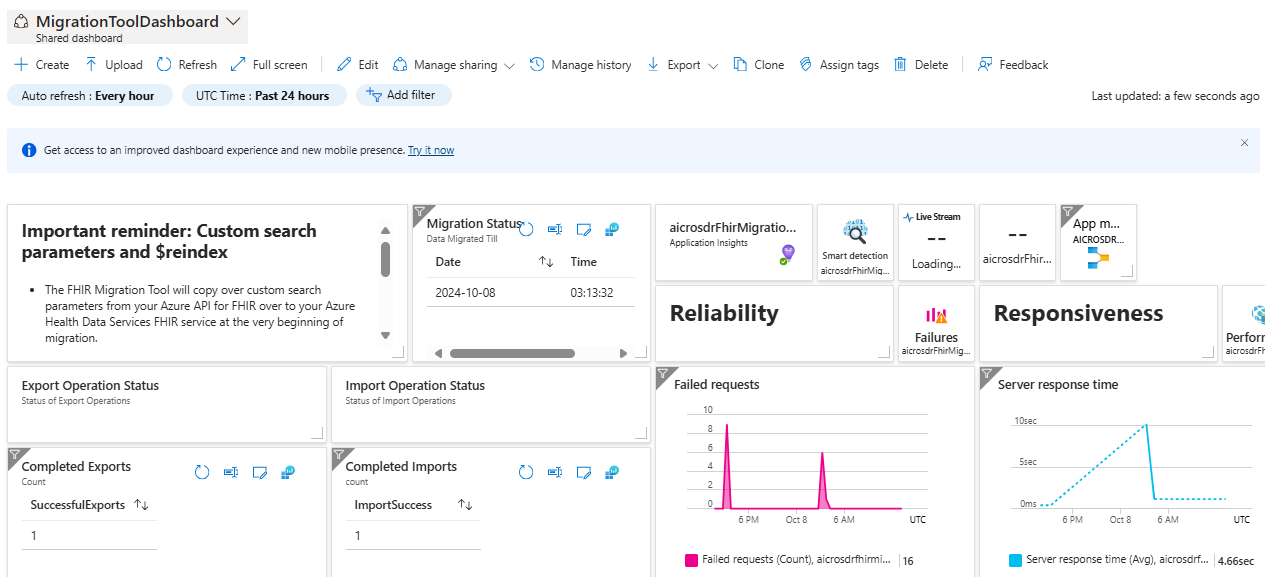 MigrationToolDashboard
Shared dashboard
Create Upload Refresh Full screen Edit Manage sharing Manage history Export Clone Assign tags Delete Feedback
Auto refresh : Every hour UTC Time : Past 24 hours Add filter
Last updated: a few seconds ago
Get access to an improved dashboard experience and new mobile presence. Try it now
Important reminder: Custom search
parameters and $reindex
• The FHIR Migration Tool will copy over custom search
parameters from your Azure API for FHIR over to your Azure
Health Data Services FHIR service at the very beginning of
migration.
Migration Status
Data Migrated Till
Date Time
2024-10-08 03:13:32
aicrosdrFhirMigratio...
Application Insights
Smart detection
aicrosdrFhirMig...
Live Stream
--
Loading...
--
aicrosdrFhir...
App m...
AICROSDR...
Reliability
Failures
aicrosdrFhirMig...
Responsiveness
Perform
aicrosdrFh
Export Operation Status
Status of Export Operations
Import Operation Status
Status of Import Operations
Completed Exports
Count
SuccessfulExports
1
Completed Imports
count
ImportSuccess
1
Failed requests
10
8
6
4
2
0
6 PM Oct 8 6 AM UTC
Failed requests (Count), aicrosdrfhirmi... 16
Server response time
10sec
5sec
0ms
6 PM Oct 8 6 AM UTC
Server response time (Avg), aicrosdrf... 4.66sec